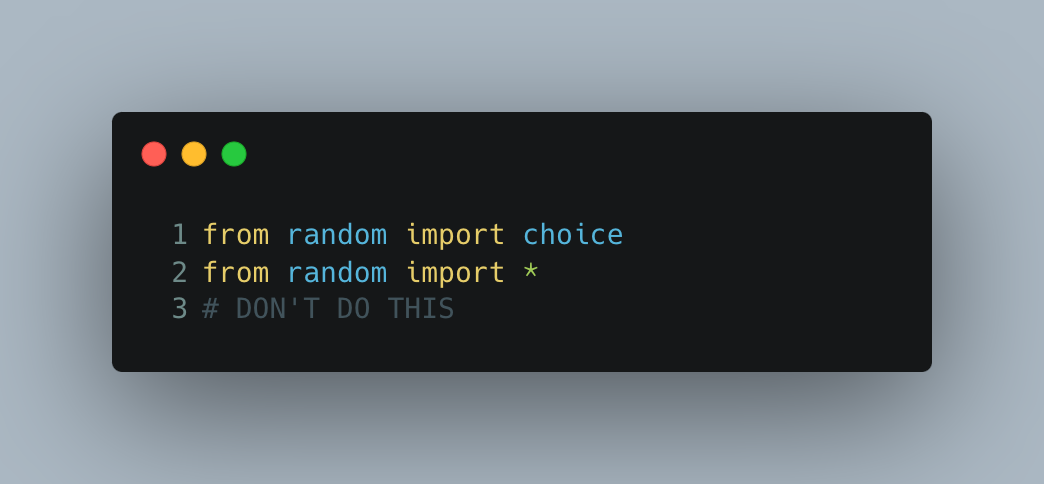 1 from random import choice
2 from random import *
3 # DON'T DO THIS